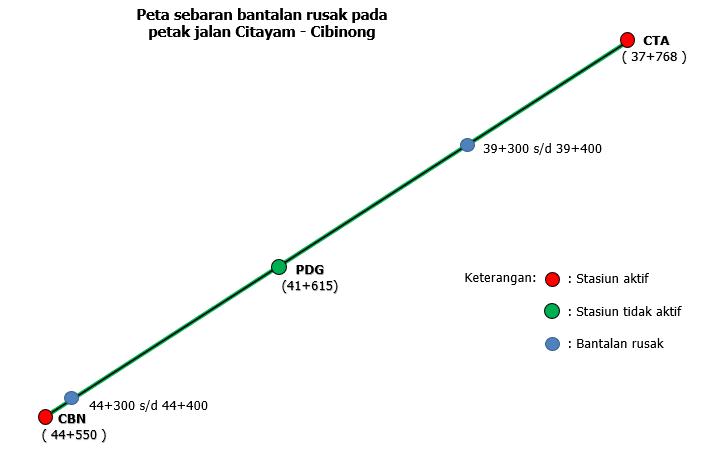 Peta sebaran bantalan rusak pada
petak jalan Citayam - Cibinong
CTA
( 37+768 )
39+300 s/d 39+400
PDG
(41+615)
Keterangan:
: Stasiun aktif
: Stasiun tidak aktif
: Bantalan rusak
44+300 s/d 44+400
CBN
( 44+550 )